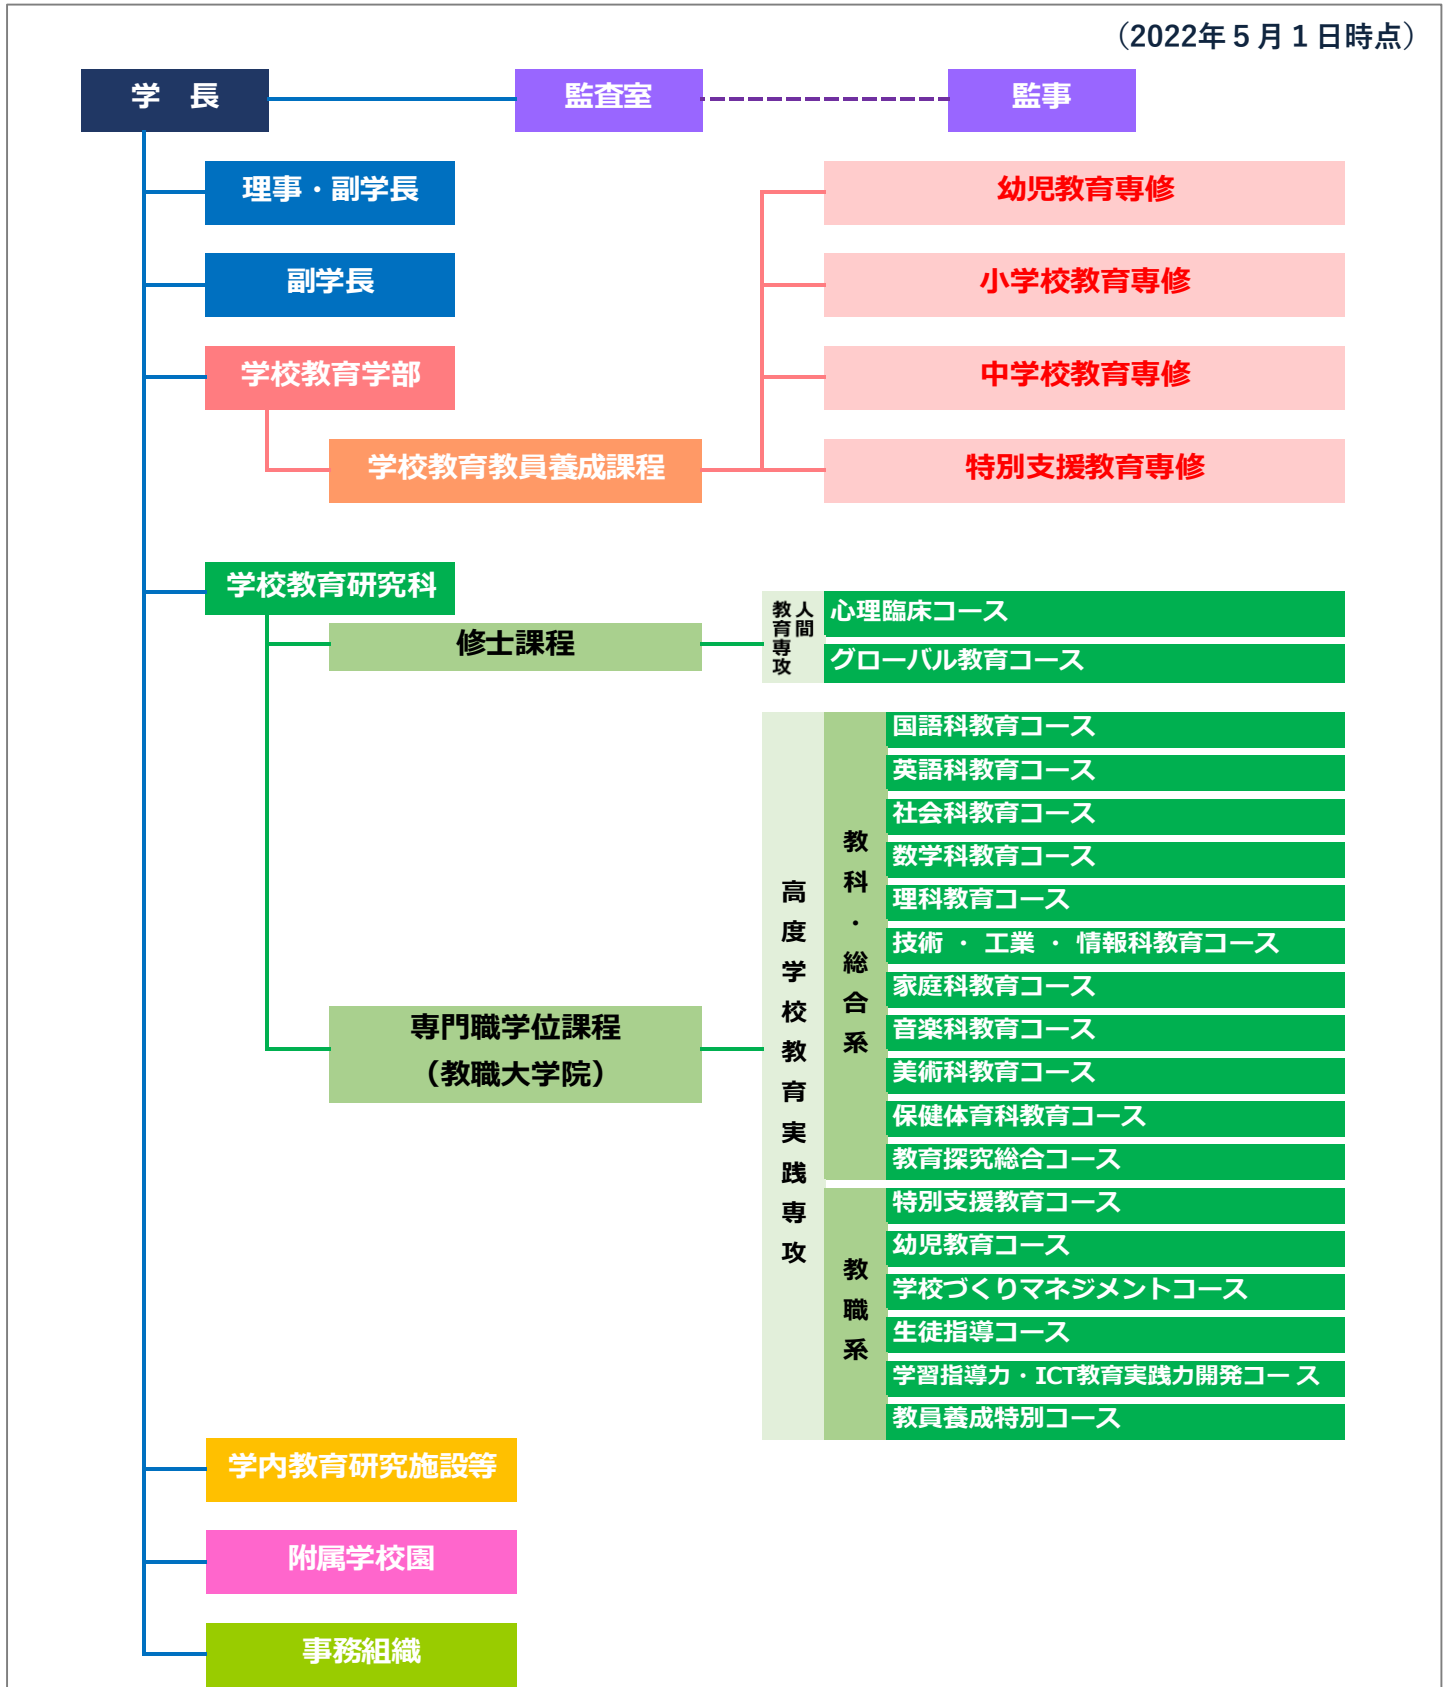 （2022年５月１日時点）
学　長
監査室
監事
理事・副学長
副学長
学校教育学部
学校教育教員養成課程
幼児教育専修
小学校教育専修
中学校教育専修
特別支援教育専修
学校教育研究科
修士課程
人間
教育専攻
心理臨床コース
グローバル教育コース
専門職学位課程
（教職大学院）
高度学校教育実践専攻
教科・総合系
国語科教育コース
英語科教育コース
社会科教育コース
数学科教育コース
理科教育コース
技術 ・ 工業 ・ 情報科教育コース
家庭科教育コース
音楽科教育コース
美術科教育コース
保健体育科教育コース
教育探究総合コース
教職系
特別支援教育コース
幼児教育コース
学校づくりマネジメントコース
生徒指導コース
学習指導力・ICT教育実践力開発コース
教員養成特別コース
学内教育研究施設等
附属学校園
事務組織